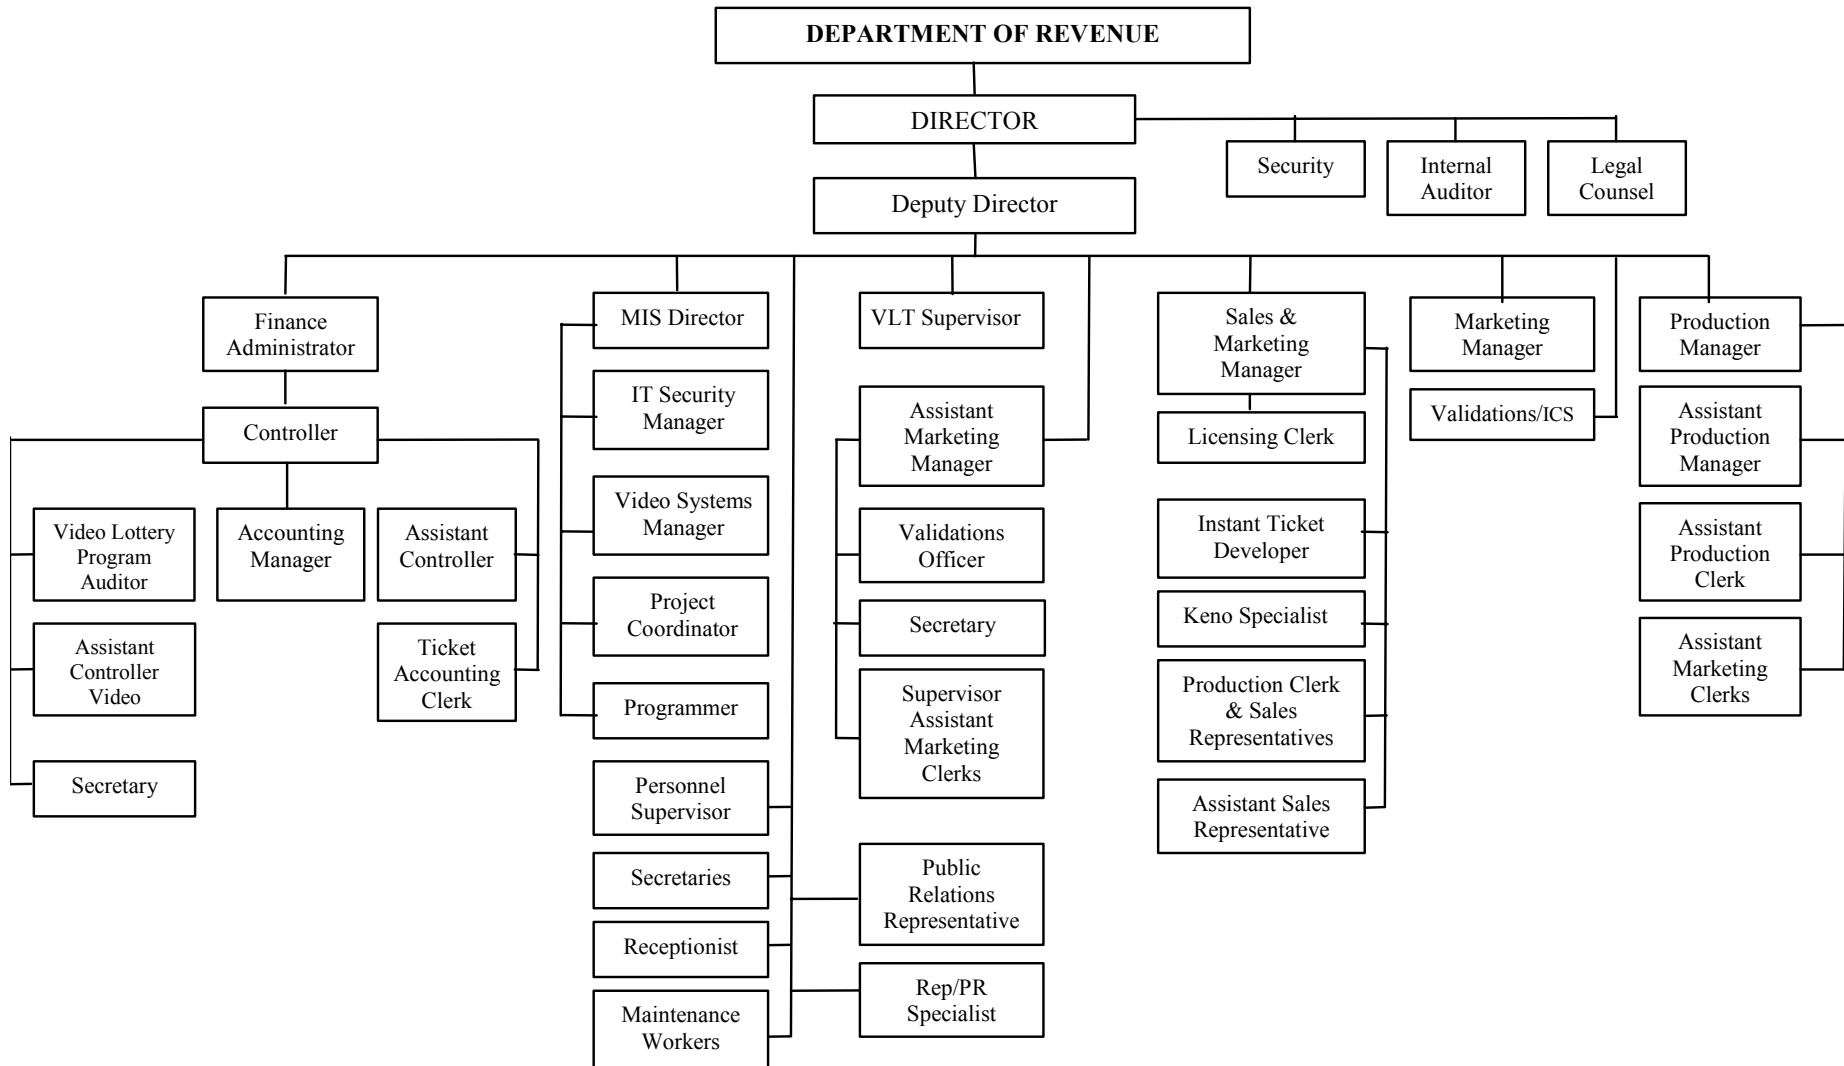 DEPARTMENT OF REVENUE
DIRECTOR
Security
Internal
Auditor
Legal
Counsel
Deputy Director
Finance
Administrator
Controller
Video Lottery
Program
Auditor
Accounting
Manager
Assistant
Controller
Assistant
Controller
Video
Ticket
Accounting
Clerk
Secretary
MIS Director
IT Security
Manager
Video Systems
Manager
Project
Coordinator
Programmer
Personnel
Supervisor
Secretaries
Receptionist
Maintenance
Workers
VLT Supervisor
Assistant
Marketing
Manager
Validations
Officer
Secretary
Supervisor
Assistant
Marketing
Clerks
Public
Relations
Representative
Rep/PR
Specialist
Sales &
Marketing
Manager
Licensing Clerk
Instant Ticket
Developer
Keno Specialist
Production Clerk
& Sales
Representatives
Assistant Sales
Representative
Marketing
Manager
Validations/ICS
Production
Manager
Assistant
Production
Manager
Assistant
Production
Clerk
Assistant
Marketing
Clerks